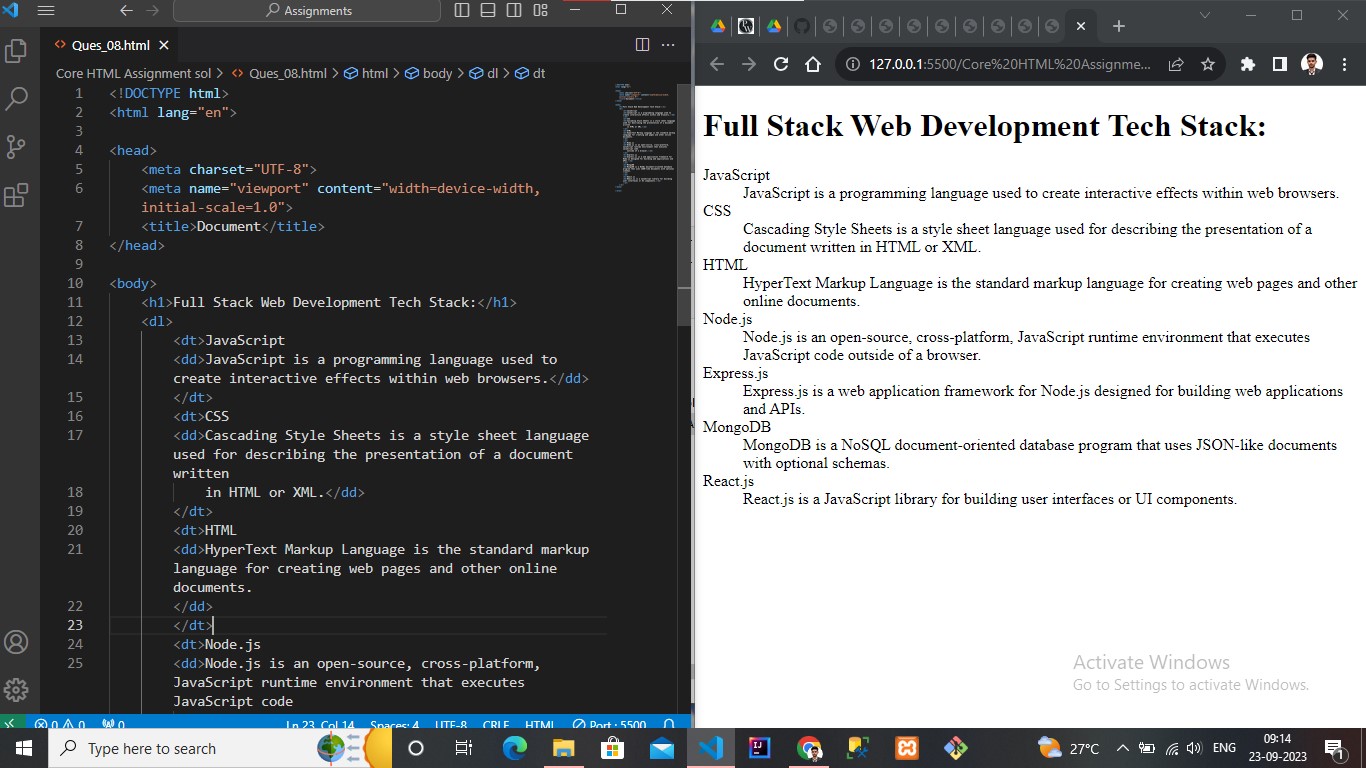 Assignments
Ques_08.html
Core HTML Assignment sol > Ques_08.html > html > body > dl > dt
1 <!DOCTYPE html>
2 <html lang="en">
3
4 <head>
5 <meta charset="UTF-8">
6 <meta name="viewport" content="width=device-width,
initial-scale=1.0">
7 <title>Document</title>
8 </head>
9
10 <body>
11 <h1>Full Stack Web Development Tech Stack:</h1>
12 <dl>
13 <dt>JavaScript
14 <dd>JavaScript is a programming language used to
create interactive effects within web browsers.</dd>
15 </dt>
16 <dt>CSS
17 <dd>Cascading Style Sheets is a style sheet language
used for describing the presentation of a document
written
18 in HTML or XML.</dd>
19 </dt>
20 <dt>HTML
21 <dd>HyperText Markup Language is the standard markup
language for creating web pages and other online
documents.
22 </dd>
23 </dt>
24 <dt>Node.js
25 <dd>Node.js is an open-source, cross-platform,
JavaScript runtime environment that executes
JavaScript code
0 0 0 Ln 23, Col 14 Spaces: 4 UTF-8 CRLF HTML Port : 5500
127.0.0.1:5500/Core%20HTML%20Assignme...
Full Stack Web Development Tech Stack:
JavaScript
JavaScript is a programming language used to create interactive effects within web browsers.
CSS
Cascading Style Sheets is a style sheet language used for describing the presentation of a
document written in HTML or XML.
HTML
HyperText Markup Language is the standard markup language for creating web pages and other
online documents.
Node.js
Node.js is an open-source, cross-platform, JavaScript runtime environment that executes
JavaScript code outside of a browser.
Express.js
Express.js is a web application framework for Node.js designed for building web applications
and APIs.
MongoDB
MongoDB is a NoSQL document-oriented database program that uses JSON-like documents
with optional schemas.
React.js
React.js is a JavaScript library for building user interfaces or UI components.
Activate Windows
Go to Settings to activate Windows.
Type here to search
27°C ENG
09:14
23-09-2023
1